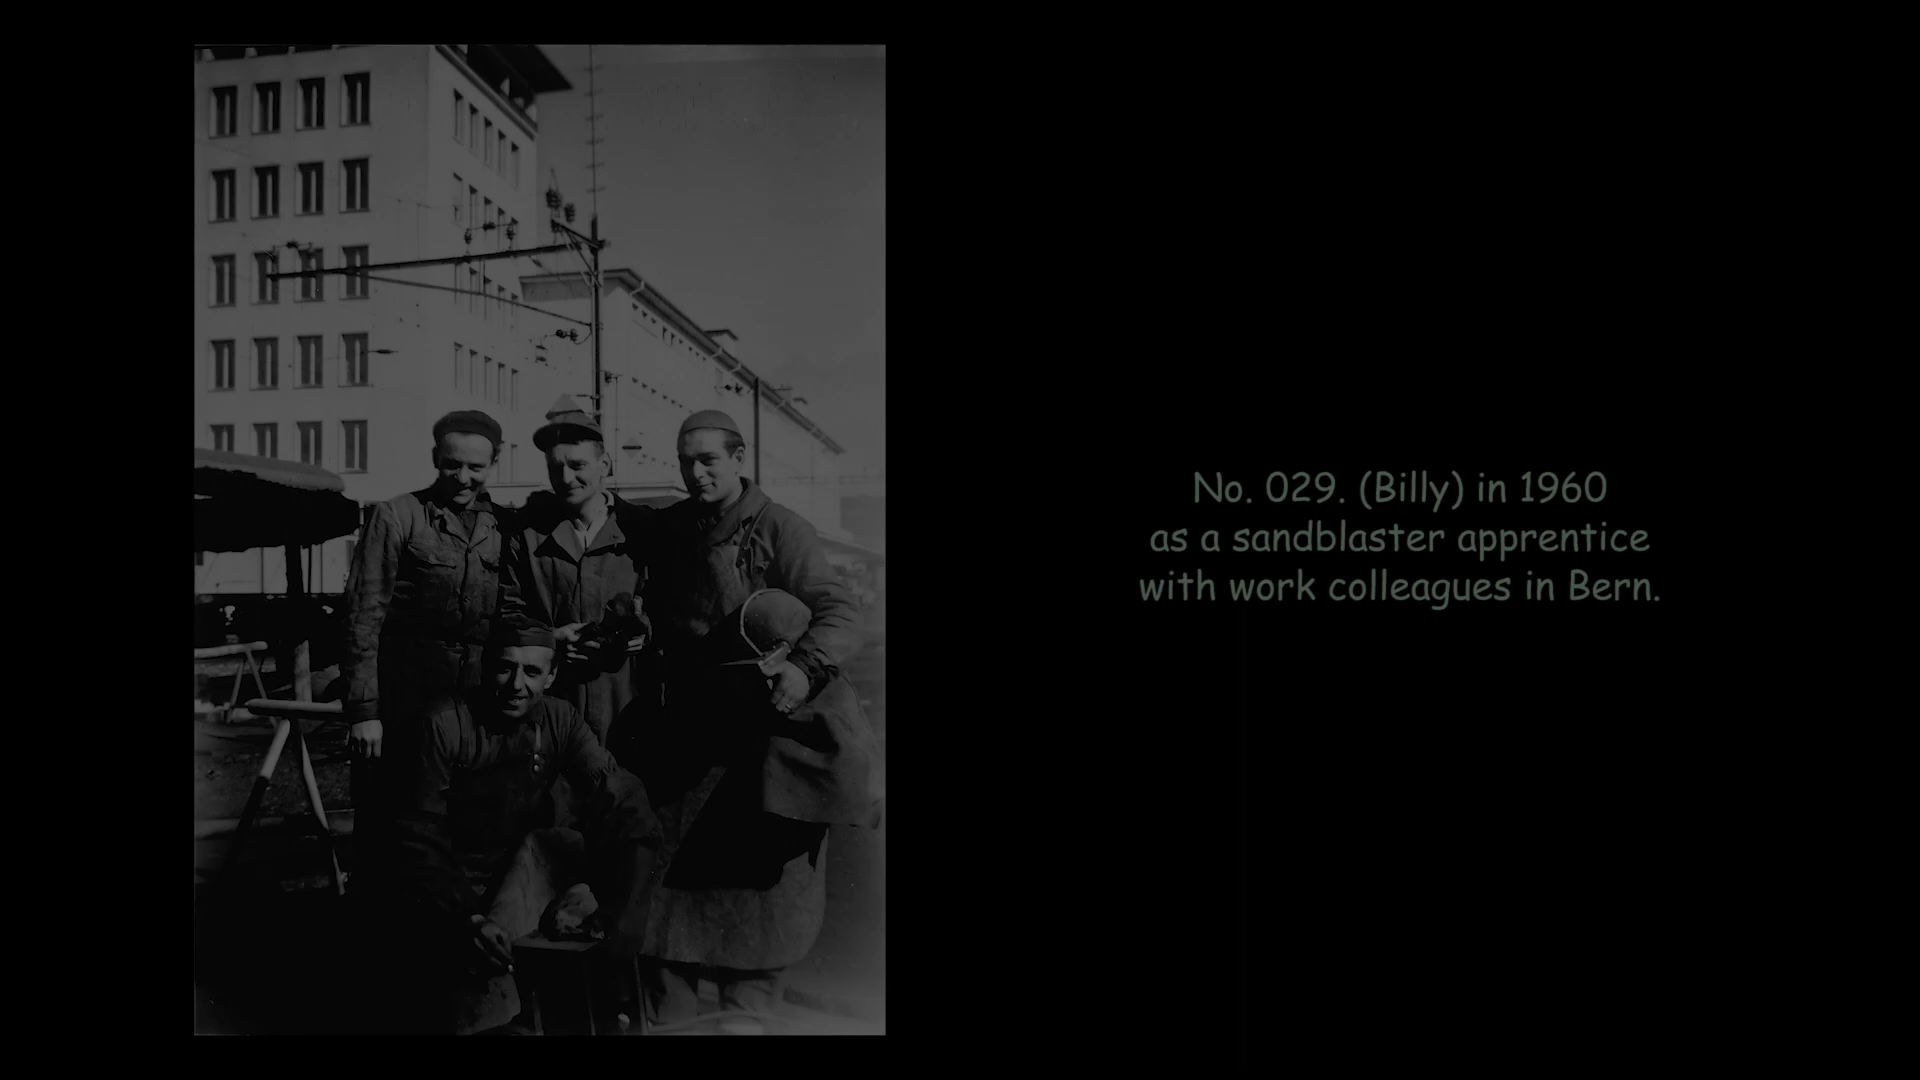 No. 029. (Billy) in 1960
as a sandblaster apprentice
with work colleagues in Bern.